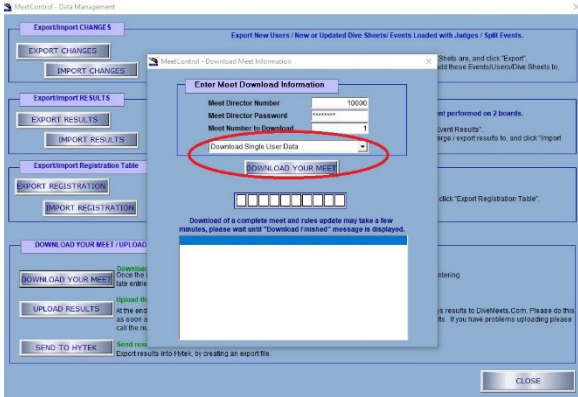 MeetControl - Data Management
Export/Import CHANGES
Export New Users / New or Updated Dive Sheets/ Events Loaded with Judges / Split Events.
EXPORT CHANGES
IMPORT CHANGES
Sheets are, and click "Export".
add these Events/Users/Dive Sheets to,
MeetControl - Download Meet Information
Enter Meet Download Information
Meet Director Number 10000
Meet Director Password ********
Meet Number to Download 1
Download Single User Data
DOWNLOAD YOUR MEET
Download of a complete meet and rules update may take a few
minutes, please wait until "Download Finished" message is displayed.
Export/Import RESULTS
EXPORT RESULTS
IMPORT RESULTS
performed on 2 boards.
Event Results".
export results to, and click "Import
Export/Import Registration Table
EXPORT REGISTRATION
IMPORT REGISTRATION
click "Export Registration Table".
DOWNLOAD YOUR MEET / UPLOAD
DOWNLOAD YOUR MEET
Once the
late entrie
entering
UPLOAD RESULTS
Upload th
At the end
as soon a
call the nu
results to DiveMeets.Com. Please do this
If you have problems uploading please
SEND TO HYTEK
Send res
Export results into Hytek, by creating an export file.
CLOSE